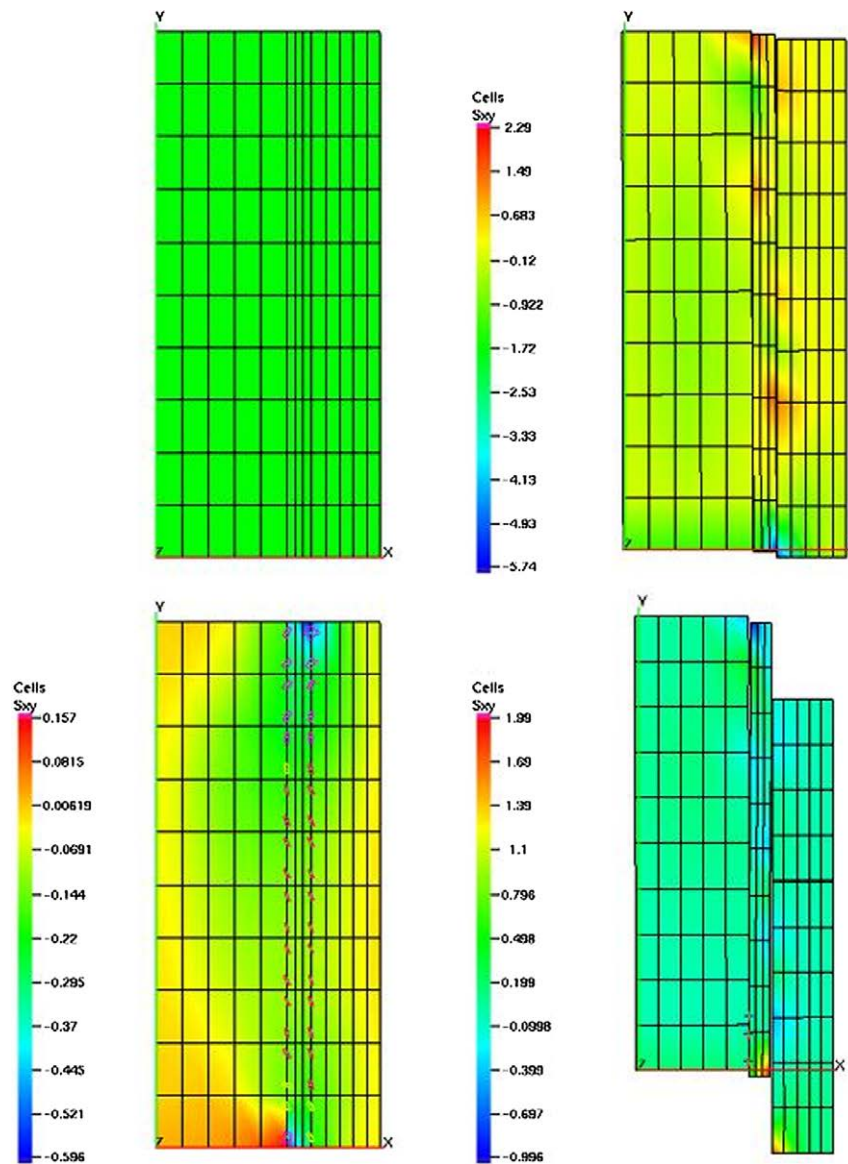 Y
Z
X
Cells
Sxy
2.29
1.49
0.683
-0.12
-0.922
-1.72
-2.53
-3.33
-4.13
-4.93
-5.74
Y
Z
Cells
Sxy
0.157
0.0815
0.00619
-0.0691
-0.144
-0.22
-0.295
-0.37
-0.445
-0.521
-0.596
Y
Z
X
Cells
Sxy
1.99
1.69
1.39
1.1
0.796
0.498
0.199
-0.0998
-0.399
-0.697
-0.996
Y
Z
X